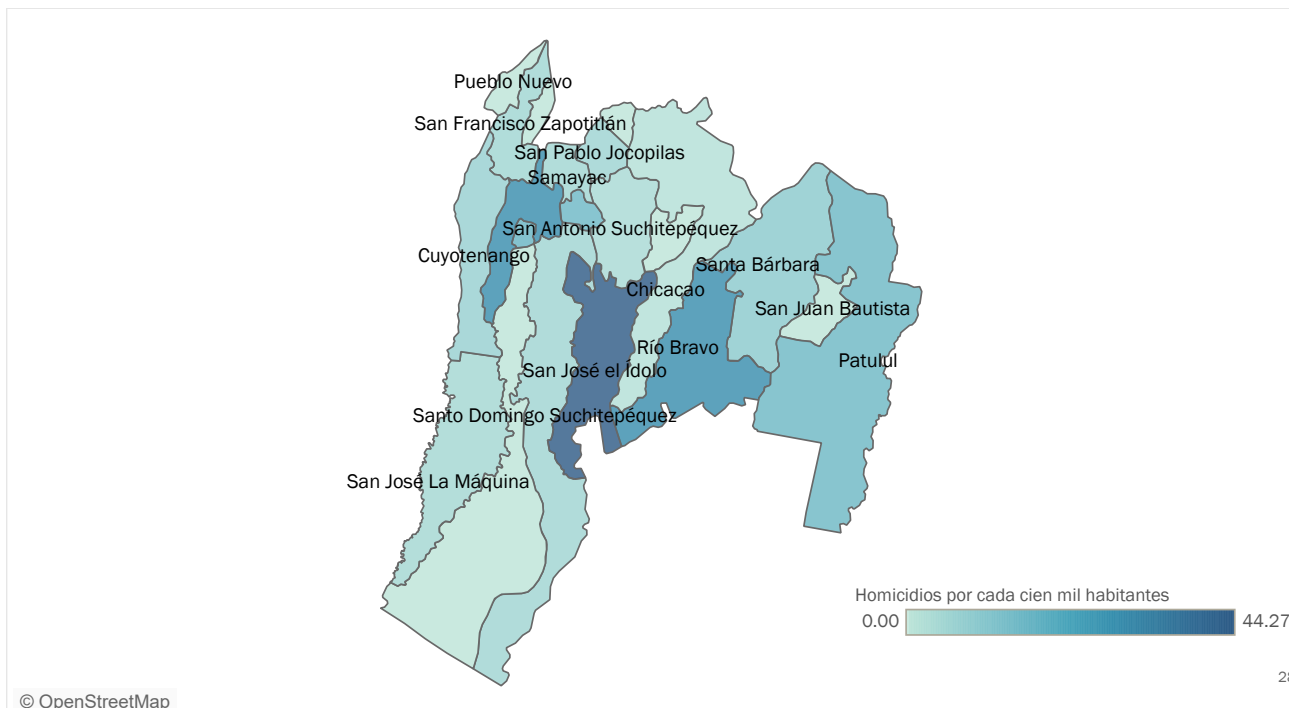 Pueblo Nuevo
San Francisco Zapotitlán
San Pablo Jocopilas
Samayac
San Antonio Suchitepéquez
Cuyotenango
Santa Bárbara
Chicacao
San Juan Bautista
Río Bravo
Patulul
San José el Ídolo
Santo Domingo Suchitepéquez
San José La Máquina
Homicidios por cada cien mil habitantes
0.00 44.27
28
© OpenStreetMap